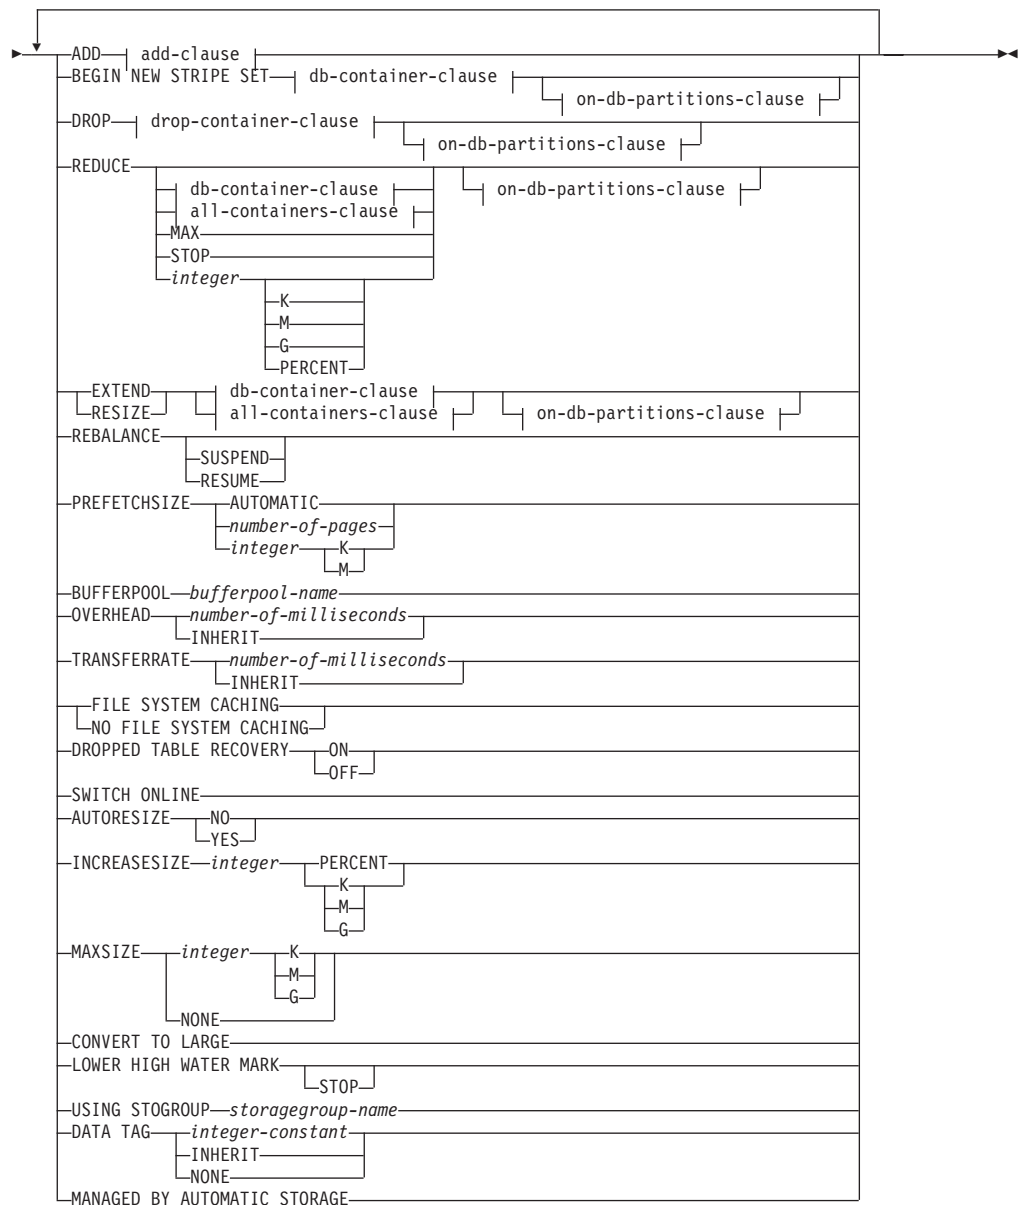 ADD add-clause
BEGIN NEW STRIPE SET db-container-clause
on-db-partitions-clause
DROP drop-container-clause
on-db-partitions-clause
REDUCE
db-container-clause on-db-partitions-clause
all-containers-clause
MAX
STOP
integer
K
M
G
PERCENT
EXTEND db-container-clause
RESIZE all-containers-clause on-db-partitions-clause
REBALANCE
SUSPEND
RESUME
PREFETCHSIZE AUTOMATIC
number-of-pages
integer K
M
BUFFERPOOL bufferpool-name
OVERHEAD number-of-milliseconds
INHERIT
TRANSFERRATE number-of-milliseconds
INHERIT
FILE SYSTEM CACHING
NO FILE SYSTEM CACHING
DROPPED TABLE RECOVERY ON
OFF
SWITCH ONLINE
AUTORESIZE NO
YES
INCREASESIZE integer PERCENT
K
M
G
MAXSIZE integer K
M
G
NONE
CONVERT TO LARGE
LOWER HIGH WATER MARK
STOP
USING STOGROUP storagegroup-name
DATA TAG integer-constant
INHERIT
NONE
MANAGED BY AUTOMATIC STORAGE